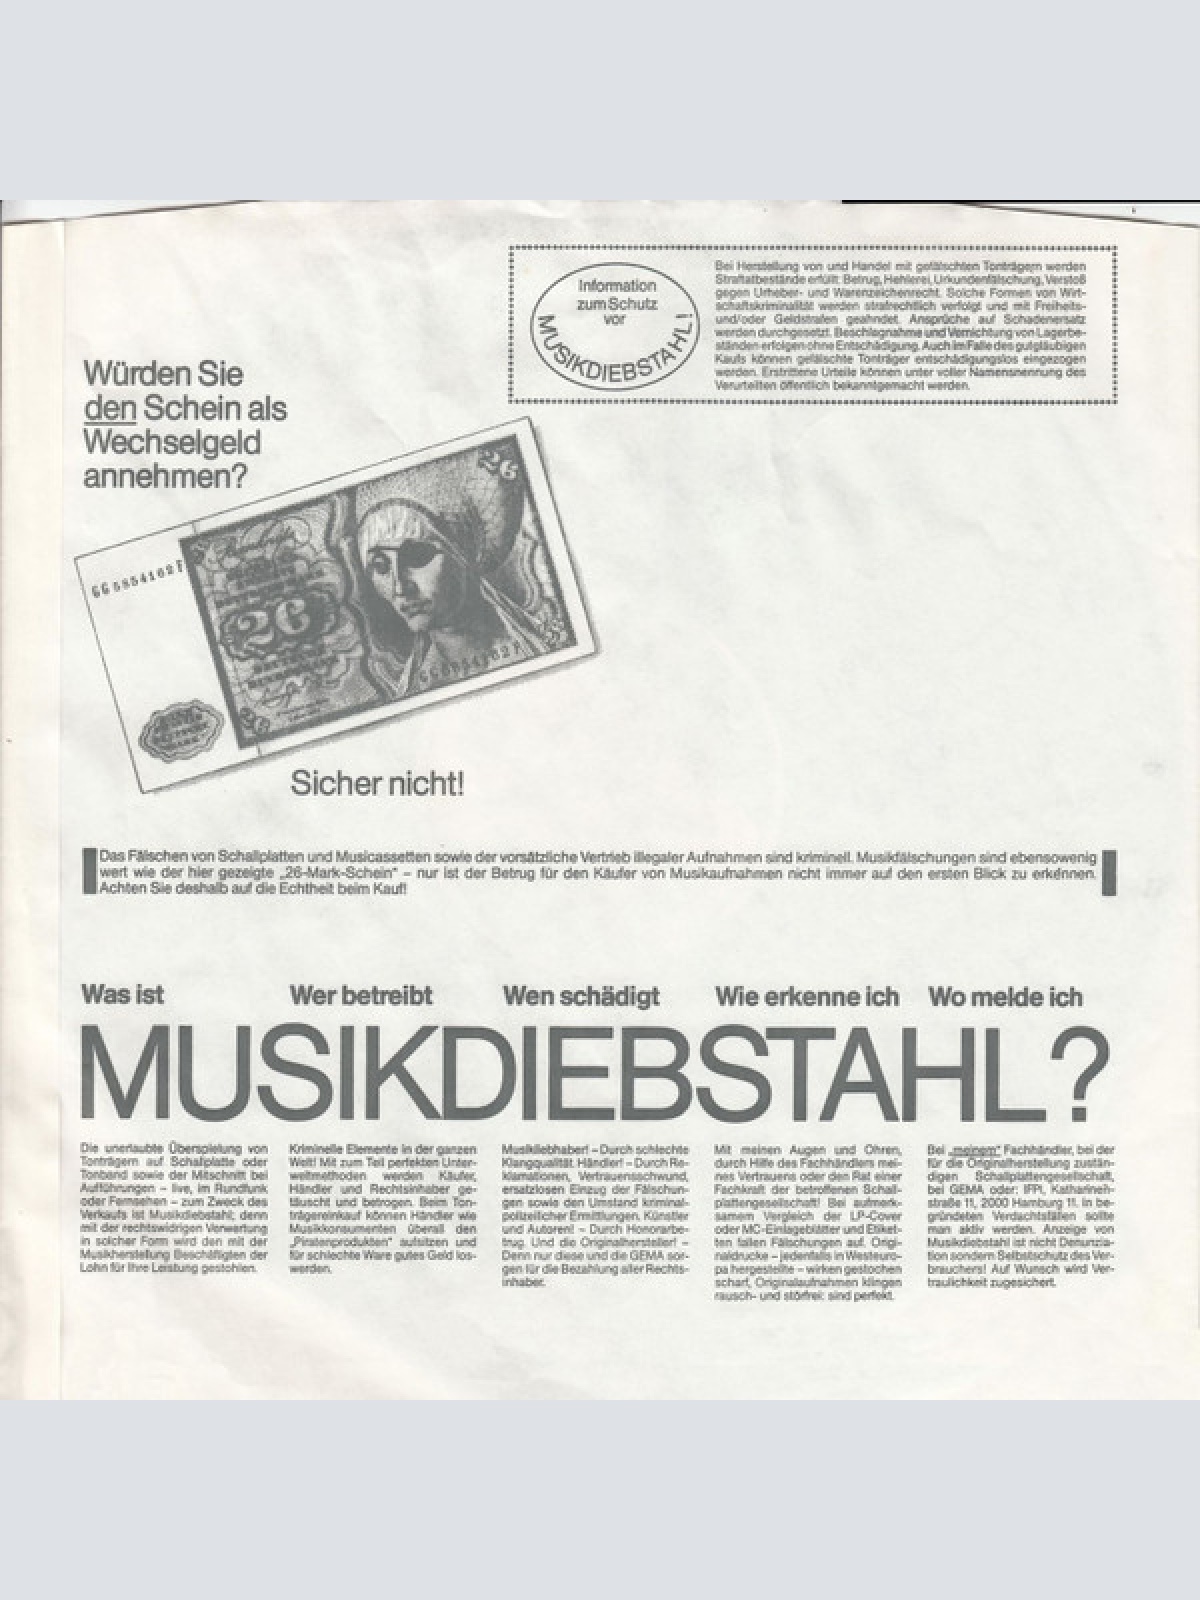 Information
zum Schutz
vor
MUSIKDIEBSTAHL!
Bei Herstellung von und Handel mit gefälschten Tonträgern werden
Straftatbestände erfüllt: Betrug, Hehlerei, Urkundenfälschung, Verstoß
gegen Urheber- und Warenzeichenrecht. Solche Formen von Wirt-
schaftskriminalität werden strafrechtlich verfolgt und mit Freiheits-
und/oder Geldstrafen geahndet. Ansprüche auf Schadenersatz
werden durchgesetzt. Beschlagnahme und Vernichtung von Lagerbe-
ständen erfolgen ohne Entschädigung. Auch im Falle des gutgläubigen
Kaufs können gefälschte Tonträger entschädigungslos eingezogen
werden. Erstrittene Urteile können unter voller Namensnennung des
Verurteilten öffentlich bekanntgemacht werden.
Würden Sie
den Schein als
Wechselgeld
annehmen?
26
GG5854162F
26
GG5854162F
26
Sicher nicht!
Das Fälschen von Schallplatten und Musicassetten sowie der vorsätzliche Vertrieb illegaler Aufnahmen sind kriminell. Musikfälschungen sind ebensowenig
wert wie der hier gezeigte „26-Mark-Schein“ – nur ist der Betrug für den Käufer von Musikaufnahmen nicht immer auf den ersten Blick zu erkennen.
Achten Sie deshalb auf die Echtheit beim Kauf!
Was ist
Wer betreibt
Wen schädigt
Wie erkenne ich
Wo melde ich
MUSIKDIEBSTAHL?
Die unerlaubte Überspielung von
Tonträgern auf Schallplatte oder
Tonband sowie der Mitschnitt bei
Aufführungen – live, im Rundfunk
oder Fernsehen – zum Zweck des
Verkaufs ist Musikdiebstahl; denn
mit der rechtswidrigen Verwertung
in solcher Form wird den mit der
Musikherstellung Beschäftigten der
Lohn für ihre Leistung gestohlen.
Kriminelle Elemente in der ganzen
Welt! Mit zum Teil perfekten Unter-
weltmethoden werden Käufer,
Händler und Rechtsinhaber ge-
täuscht und betrogen. Beim Ton-
trägereinkauf können Händler wie
Musikkonsumenten überall den
„Piratenprodukten“ aufsitzen und
für schlechte Ware gutes Geld los-
werden.
Musikliebhaber! – Durch schlechte
Klangqualität. Händler! – Durch Re-
klamationen, Vertrauensschwund,
ersatzlosen Einzug der Fälschun-
gen sowie den Umstand kriminal-
polizeilicher Ermittlungen. Künstler
und Autoren! – Durch Honorarbe-
trug. Und die Originalhersteller! –
Denn nur diese und die GEMA sor-
gen für die Bezahlung aller Rechts-
inhaber.
Mit meinen Augen und Ohren,
durch Hilfe des Fachhändlers mei-
nes Vertrauens oder den Rat einer
Fachkraft der betroffenen Schall-
plattengesellschaft! Bei aufmerk-
samem Vergleich der LP-Cover
oder MC-Einlageblätter und Etiket-
ten fallen Fälschungen auf. Origi-
naldrucke – jedenfalls in Westeuro-
pa hergestellte – wirken gestochen
scharf, Originalaufnahmen klingen
rausch- und störfrei: sind perfekt.
Bei „meinem“ Fachhändler, bei der
für die Originalherstellung zustän-
digen Schallplattengesellschaft,
bei GEMA oder: IFPI, Katharineh-
straße 11, 2000 Hamburg 11. In be-
gründeten Verdachtsfällen sollte
man aktiv werden. Anzeige von
Musikdiebstahl ist nicht Denunzia-
tion sondern Selbstschutz des Ver-
brauchers! Auf Wunsch wird Ver-
traulichkeit zugesichert.